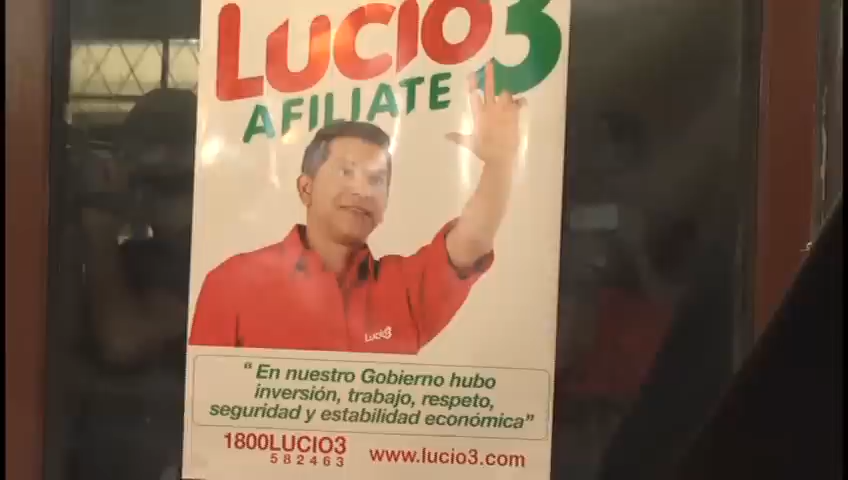 LUCIO3
AFILIATE
Lucio3
"En nuestro Gobierno hubo
inversión, trabajo, respeto,
seguridad y estabilidad económica"
1800LUCIO3
582463
www.lucio3.com